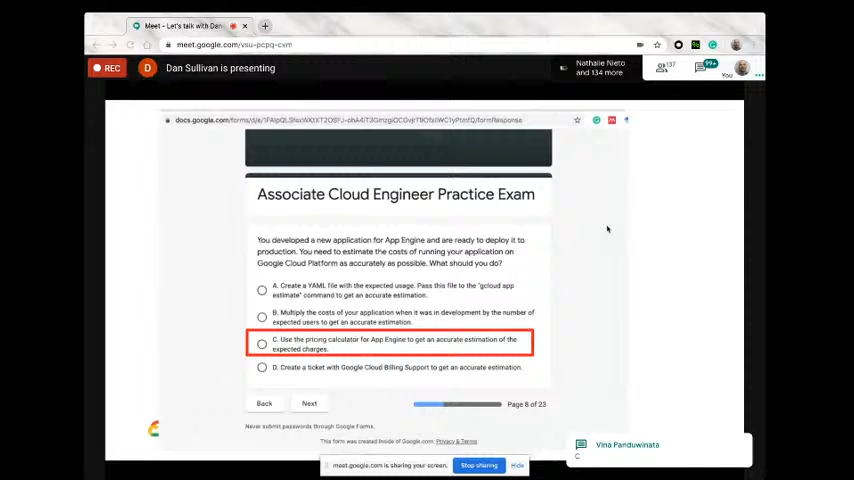 Meet - Let's talk with Dan
meet.google.com/vsu-pcpq-cvm
REC
D
Dan Sullivan is presenting
Nathalie Nieto
and 134 more
137
99+
You
Associate Cloud Engineer Practice Exam
You developed a new application for App Engine and are ready to deploy it to
production. You need to estimate the costs of running your application on
Google Cloud Platform as accurately as possible. What should you do?
A. Create a YAML file with the expected usage. Pass this file to the "gcloud app
estimate" command to get an accurate estimation.
B. Multiply the costs of your application when it was in development by the number of
expected users to get an accurate estimation.
C. Use the pricing calculator for App Engine to get an accurate estimation of the
expected charges.
D. Create a ticket with Google Cloud Billing Support to get an accurate estimation.
Back
Next
Page 8 of 23
Never submit passwords through Google Forms.
This form was created inside of Google.com. Privacy & Terms
Vina Panduwinata
C
meet.google.com is sharing your screen.
Stop sharing
Hide